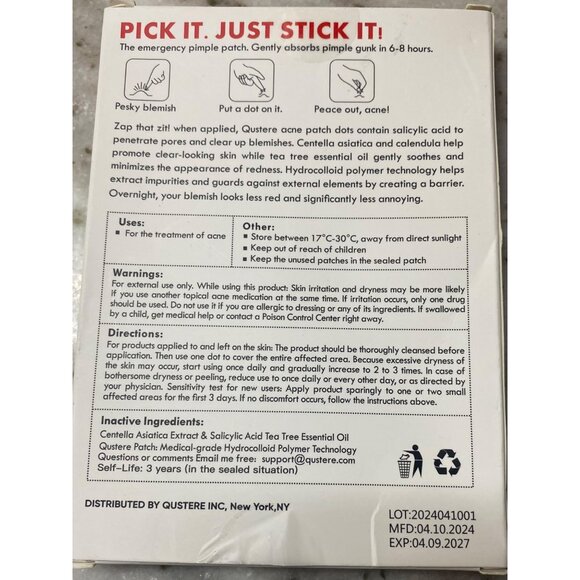 PICK IT. JUST STICK IT!
The emergency pimple patch. Gently absorbs pimple gunk in 6-8 hours.
Pesky blemish
Put a dot on it.
Peace out, acne!
Zap that zit! when applied, Qustere acne patch dots contain salicylic acid to
penetrate pores and clear up blemishes. Centella asiatica and calendula help
promote clear-looking skin while tea tree essential oil gently soothes and
minimizes the appearance of redness. Hydrocolloid polymer technology helps
extract impurities and guards against external elements by creating a barrier.
Overnight, your blemish looks less red and significantly less annoying.
Uses:
▪ For the treatment of acne
Other:
▪ Store between 17°C-30°C, away from direct sunlight
▪ Keep out of reach of children
▪ Keep the unused patches in the sealed patch
Warnings:
For external use only. While using this product: Skin irritation and dryness may be more likely
if you use another topical acne medication at the same time. If irritation occurs, only one drug
should be used. Do not use it if you are allergic to dressing or any of its ingredients. If swallowed
by a child, get medical help or contact a Poison Control Center right away.
Directions:
For products applied to and left on the skin: The product should be thoroughly cleansed before
application. Then use one dot to cover the entire affected area. Because excessive dryness of
the skin may occur, start using once daily and gradually increase to 2 to 3 times. In case of
bothersome dryness or peeling, reduce use to once daily or every other day, or as directed by
your physician. Sensitivity test for new users: Apply product sparingly to one or two small
affected areas for the first 3 days. If no discomfort occurs, follow the instructions above.
Inactive Ingredients:
Centella Asiatica Extract & Salicylic Acid Tea Tree Essential Oil
Qustere Patch: Medical-grade Hydrocolloid Polymer Technology
Questions or comments Email me free: support@qustere.com
Self-Life: 3 years (in the sealed situation)
DISTRIBUTED BY QUSTERE INC, New York,NY
LOT:2024041001
MFD:04.10.2024
EXP:04.09.2027